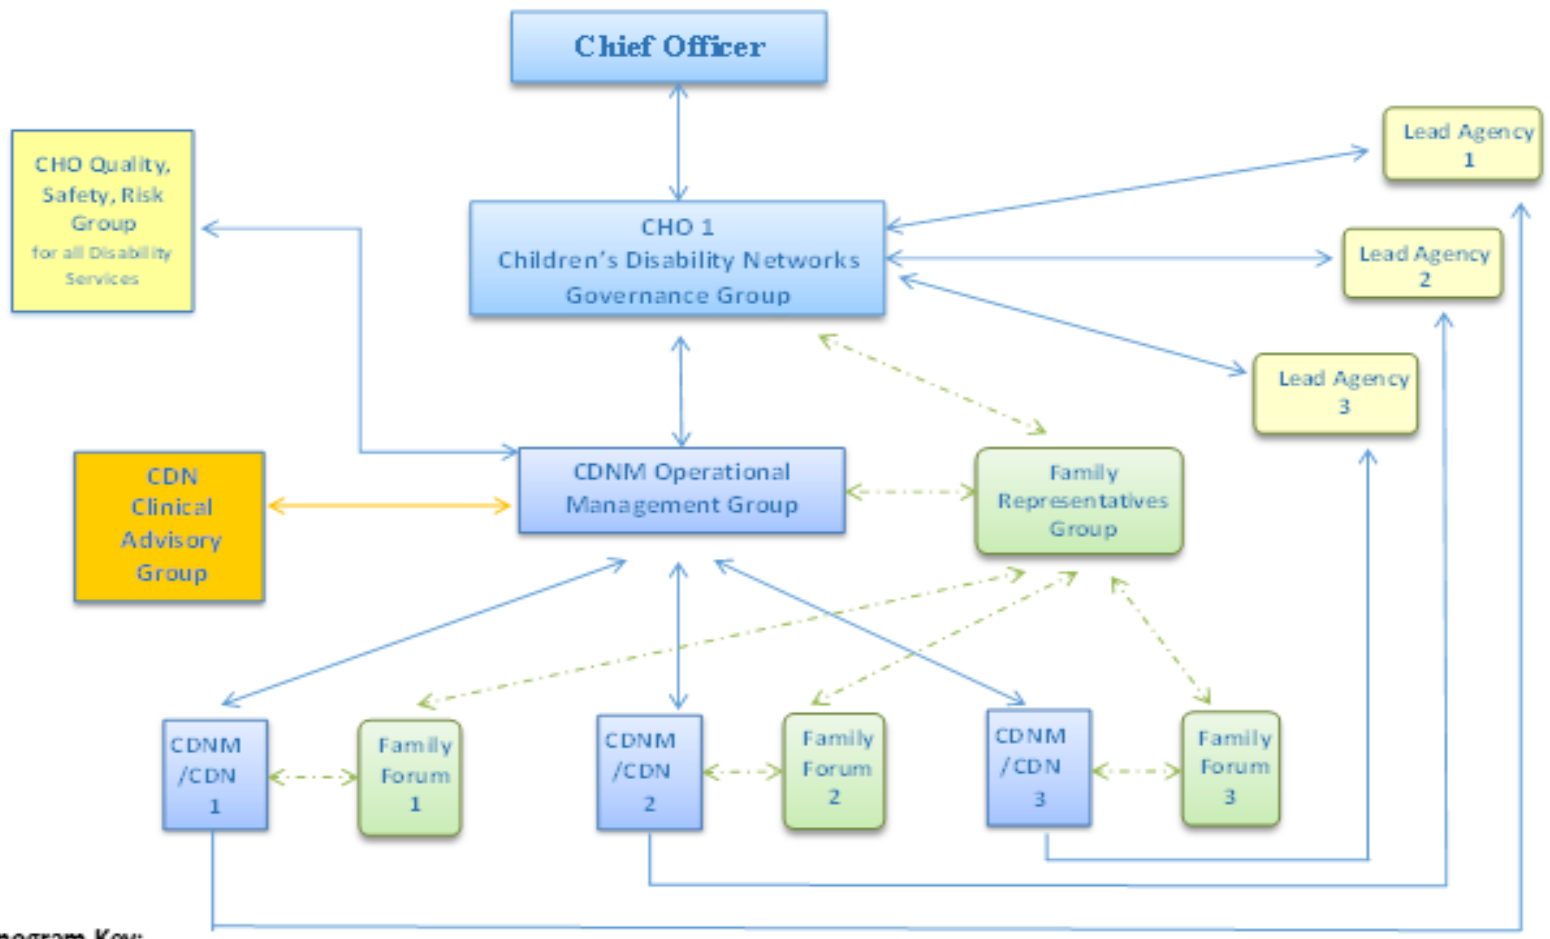 Chief Officer
CHO Quality,
Safety, Risk
Group
for all Disability
Services
CHO 1
Children's Disability Networks
Governance Group
Lead Agency
1
Lead Agency
2
Lead Agency
3
CDN
Clinical
Advisory
Group
CDNM Operational
Management Group
Family
Representatives
Group
CDNM
/CDN
1
Family
Forum
1
CDNM
/CDN
2
Family
Forum
2
CDNM
/CDN
3
Family
Forum
3
Key: